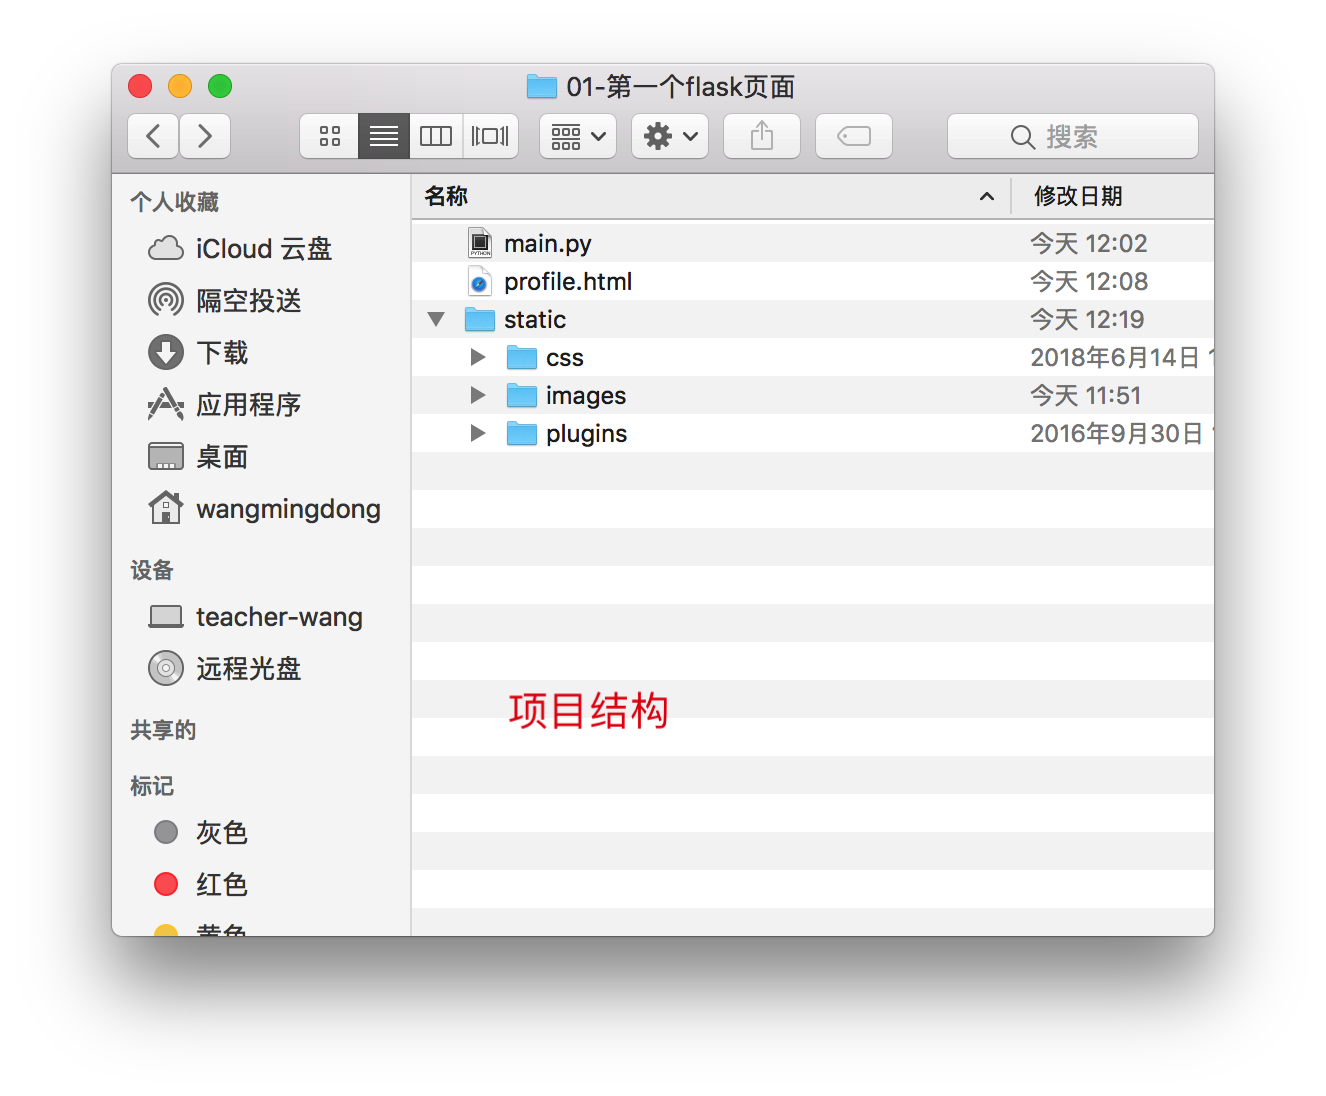 01-第一个flask页面
搜索
个人收藏
iCloud 云盘
隔空投送
下载
应用程序
桌面
wangmingdong
设备
teacher-wang
远程光盘
共享的
标记
灰色
红色
黄色
名称 修改日期
PYTHON
main.py 今天 12:02
profile.html 今天 12:08
static 今天 12:19
css 2018年6月14日
images 今天 11:51
plugins 2016年9月30日
项目结构